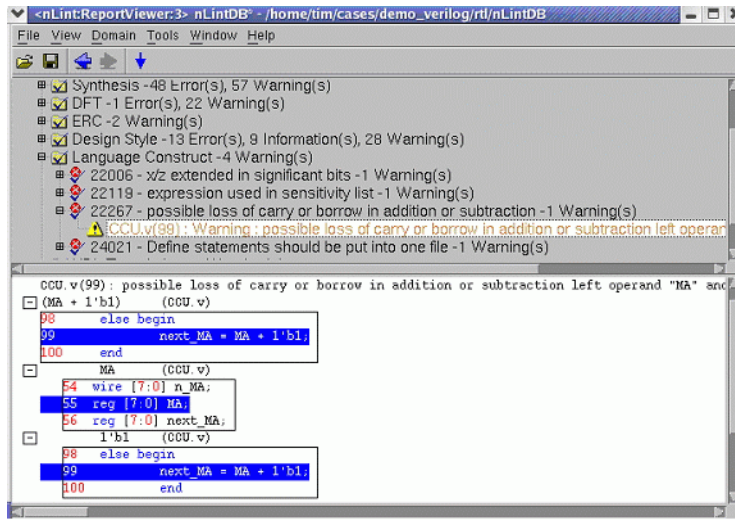 <nLint:ReportViewer:3> nLintDB* - /home/tim/cases/demo_verilog/rtl/nLintDB
File View Domain Tools Window Help
Synthesis -48 Error(s), 57 Warning(s)
DFT -1 Error(s), 22 Warning(s)
ERC -2 Warning(s)
Design Style -13 Error(s), 9 Information(s), 28 Warning(s)
Language Construct -4 Warning(s)
22006 - x/z extended in significant bits -1 Warning(s)
22119 - expression used in sensitivity list -1 Warning(s)
22267 - possible loss of carry or borrow in addition or subtraction -1 Warning(s)
CCU.v(99) : Warning : possible loss of carry or borrow in addition or subtraction left operan
24021 - Define statements should be put into one file -1 Warning(s)
CCU.v(99): possible loss of carry or borrow in addition or subtraction left operand "MA" and
(MA + 1'b1) (CCU.v)
98 else begin
99 next_MA = MA + 1'b1;
100 end
MA (CCU.v)
54 wire [7:0] n_MA;
55 reg [7:0] MA;
56 reg [7:0] next_MA;
1'b1 (CCU.v)
98 else begin
99 next_MA = MA + 1'b1;
100 end